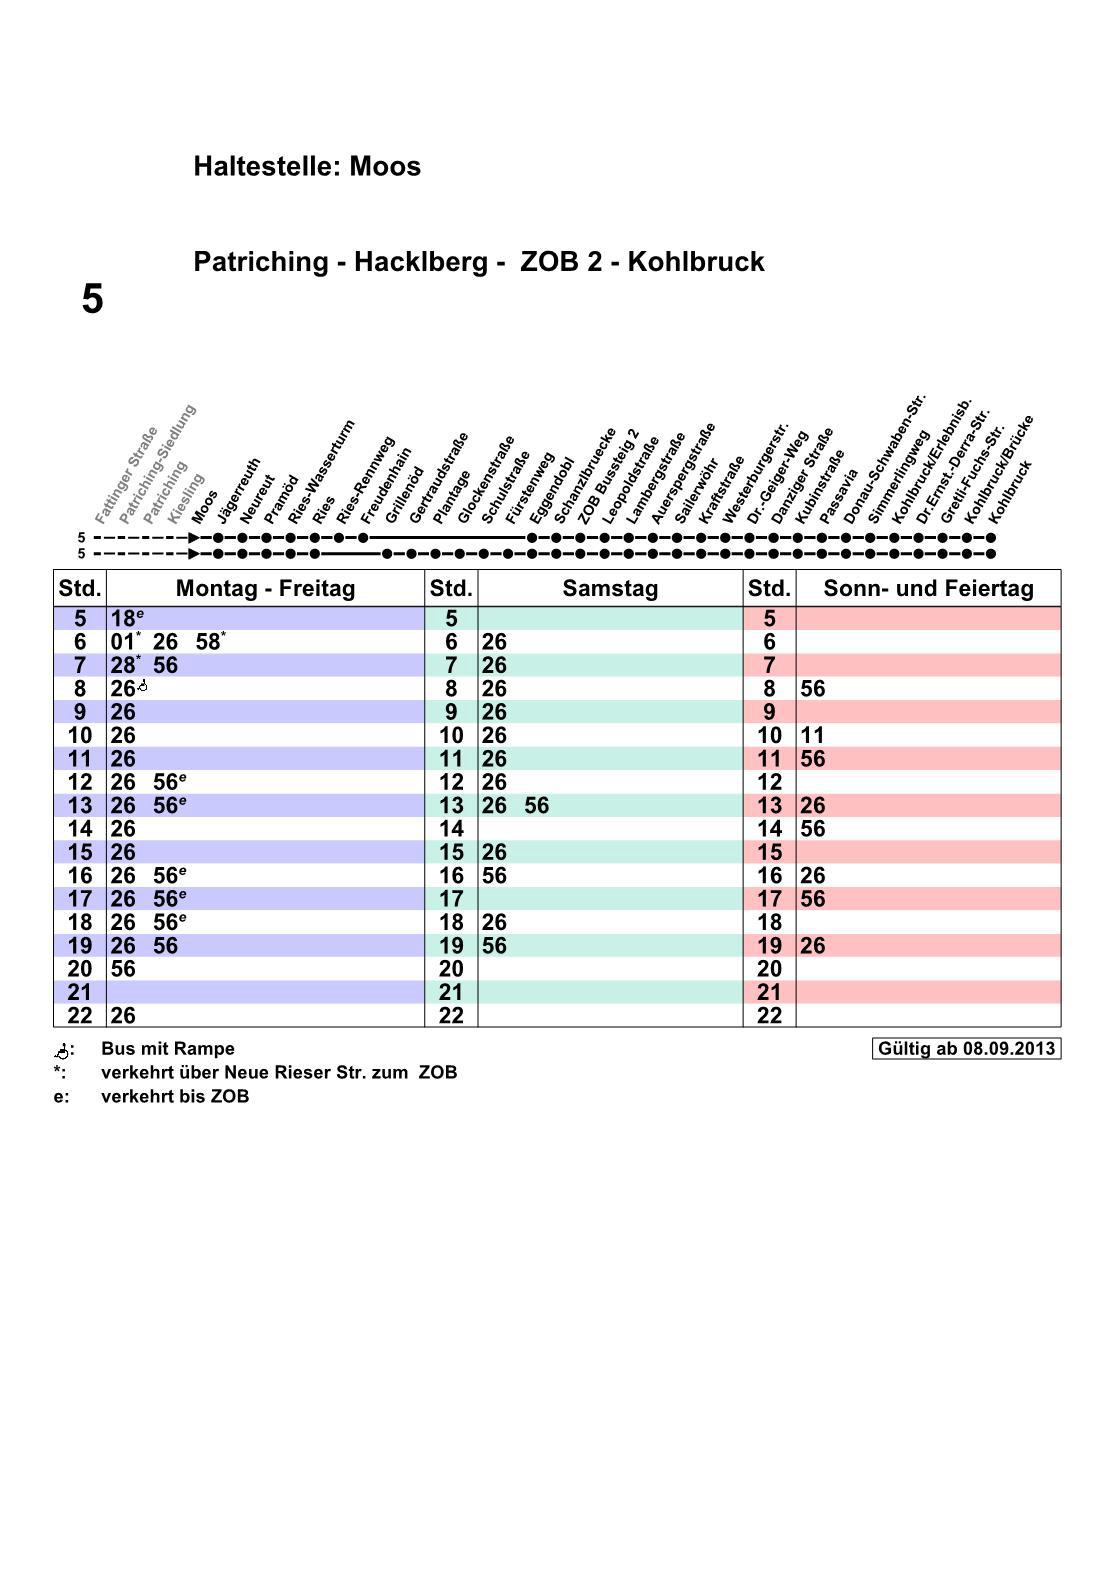 Haltestelle: Moos
Patriching - Hacklberg - ZOB 2 - Kohlbruck
5
Fattinger Straße
Patriching-Siedlung
Patriching
Kiesling
Moos
Jägerreuth
Neureut
Pramöd
Ries-Wasserturm
Ries
Ries-Rennweg
Freudenhain
Grillenöd
Gertraudstraße
Plantage
Glockenstraße
Schulstraße
Fürstenweg
Eggendobl
Schanzlbruecke
ZOB Bussteig 2
Leopoldstraße
Lambergstraße
Auerspergstraße
Sailerwöhr
Kraftstraße
Westerburgerstr.
Dr.-Geiger-Weg
Danziger Straße
Kubinstraße
Passavia
Donau-Schwaben-Str.
Simmerlingweg
Kohlbruck/Erlebnisb.
Dr.Ernst.-Derra-Str.
Gretl-Fuchs-Str.
Kohlbruck/Brücke
Kohlbruck
5
5
Std. Montag - Freitag Std. Samstag Std. Sonn- und Feiertag
5 18e 5 5
6 01* 26 58* 6 26 6
7 28* 56 7 26 7
8 26 8 26 8 56
9 26 9 26 9
10 26 10 26 10 11
11 26 11 26 11 56
12 26 56e 12 26 12
13 26 56e 13 26 56 13 26
14 26 14 14 56
15 26 15 26 15
16 26 56e 16 56 16 26
17 26 56e 17 17 56
18 26 56e 18 26 18
19 26 56 19 56 19 26
20 56 20 20
21 21 21
22 26 22 22
: Bus mit Rampe
Gültig ab 08.09.2013
*: verkehrt über Neue Rieser Str. zum ZOB
e: verkehrt bis ZOB